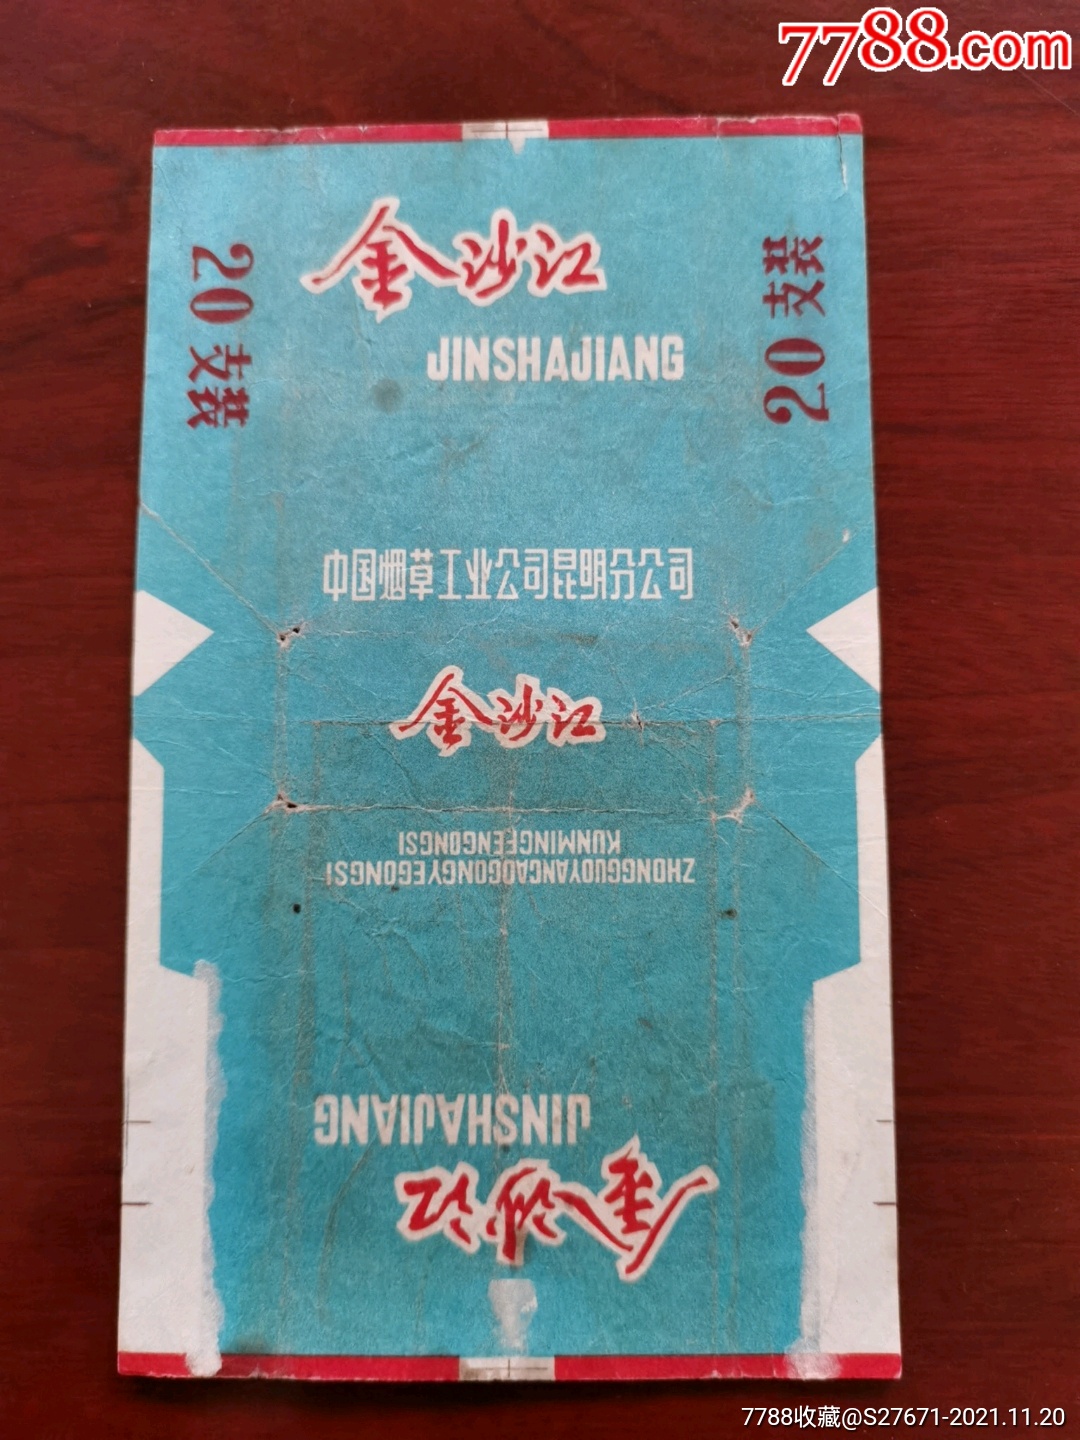 7788.com
金沙江
JINSHAJIANG
20支装
20支装
中国烟草工业公司昆明分公司
金沙江
ZHONGGUOYANCAOGONGYEGONGSI
KUNMINGFENGONGSI
金沙江
JINSHAJIANG
7788收藏@S27671-2021.11.20